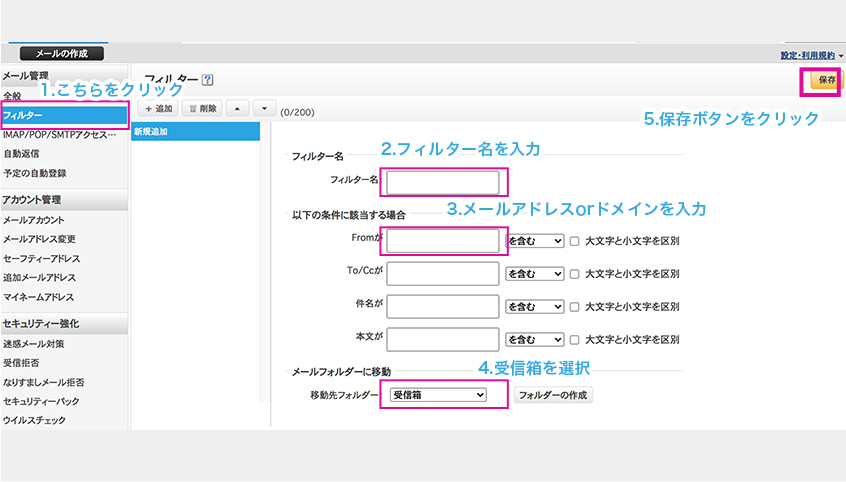 メールの作成
設定・利用規約
メール管理
全般
フィルター
IMAP/POP/SMTPアクセス…
自動返信
予定の自動登録
アカウント管理
メールアカウント
メールアドレス変更
セーフティーアドレス
追加メールアドレス
マイネームアドレス
セキュリティー強化
迷惑メール対策
受信拒否
なりすましメール拒否
セキュリティーパック
ウイルスチェック
1.こちらをクリック
フィルター ?
保存
+ 追加 削除 (0/200)
5.保存ボタンをクリック
新規追加
2.フィルター名を入力
フィルター名
フィルター名
3.メールアドレスorドメインを入力
以下の条件に該当する場合
Fromが を含む 大文字と小文字を区別
To/Ccが を含む 大文字と小文字を区別
件名が を含む 大文字と小文字を区別
本文が を含む 大文字と小文字を区別
4.受信箱を選択
メールフォルダーに移動
移動先フォルダー 受信箱 フォルダーの作成